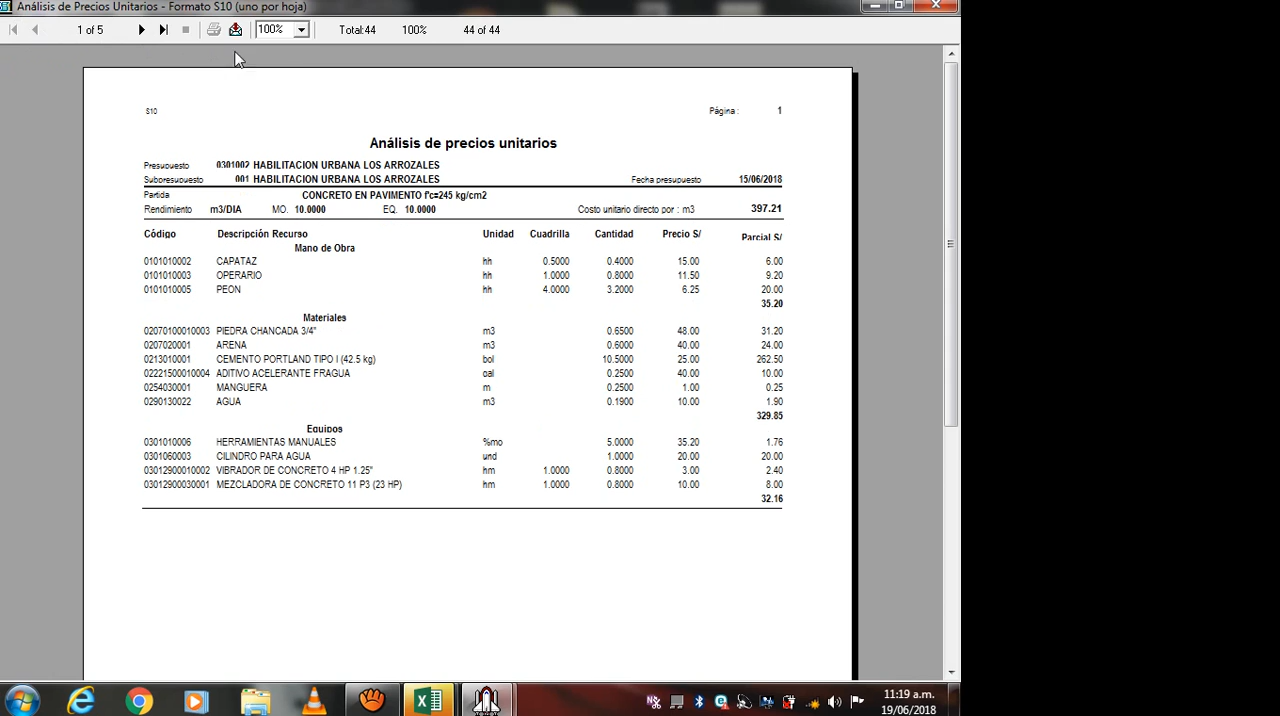 Análisis de Precios Unitarios - Formato S10 (uno por hoja)
1 of 5 100% Total:44 100% 44 of 44
S10 Página : 1
Análisis de precios unitarios
Presupuesto 0301002 HABILITACION URBANA LOS ARROZALES
Subpresupuesto 001 HABILITACION URBANA LOS ARROZALES Fecha presupuesto 15/06/2018
Partida CONCRETO EN PAVIMENTO f'c=245 kg/cm2
Rendimiento m3/DIA MO. 10.0000 EQ. 10.0000 Costo unitario directo por : m3 397.21
Código Descripción Recurso Unidad Cuadrilla Cantidad Precio S/ Parcial S/
Mano de Obra
0101010002 CAPATAZ hh 0.5000 0.4000 15.00 6.00
0101010003 OPERARIO hh 1.0000 0.8000 11.50 9.20
0101010005 PEON hh 4.0000 3.2000 6.25 20.00
35.20
Materiales
02070100010003 PIEDRA CHANCADA 3/4" m3 0.6500 48.00 31.20
0207020001 ARENA m3 0.6000 40.00 24.00
0213010001 CEMENTO PORTLAND TIPO I (42.5 kg) bol 10.5000 25.00 262.50
02221500010004 ADITIVO ACELERANTE FRAGUA gal 0.2500 40.00 10.00
0254030001 MANGUERA m 0.2500 1.00 0.25
0290130022 AGUA m3 0.1900 10.00 1.90
329.85
Equipos
0301010006 HERRAMIENTAS MANUALES %mo 5.0000 35.20 1.76
0301060003 CILINDRO PARA AGUA und 1.0000 20.00 20.00
03012900010002 VIBRADOR DE CONCRETO 4 HP 1.25" hm 1.0000 0.8000 3.00 2.40
03012900030001 MEZCLADORA DE CONCRETO 11 P3 (23 HP) hm 1.0000 0.8000 10.00 8.00
32.16
11:19 a.m.
19/06/2018